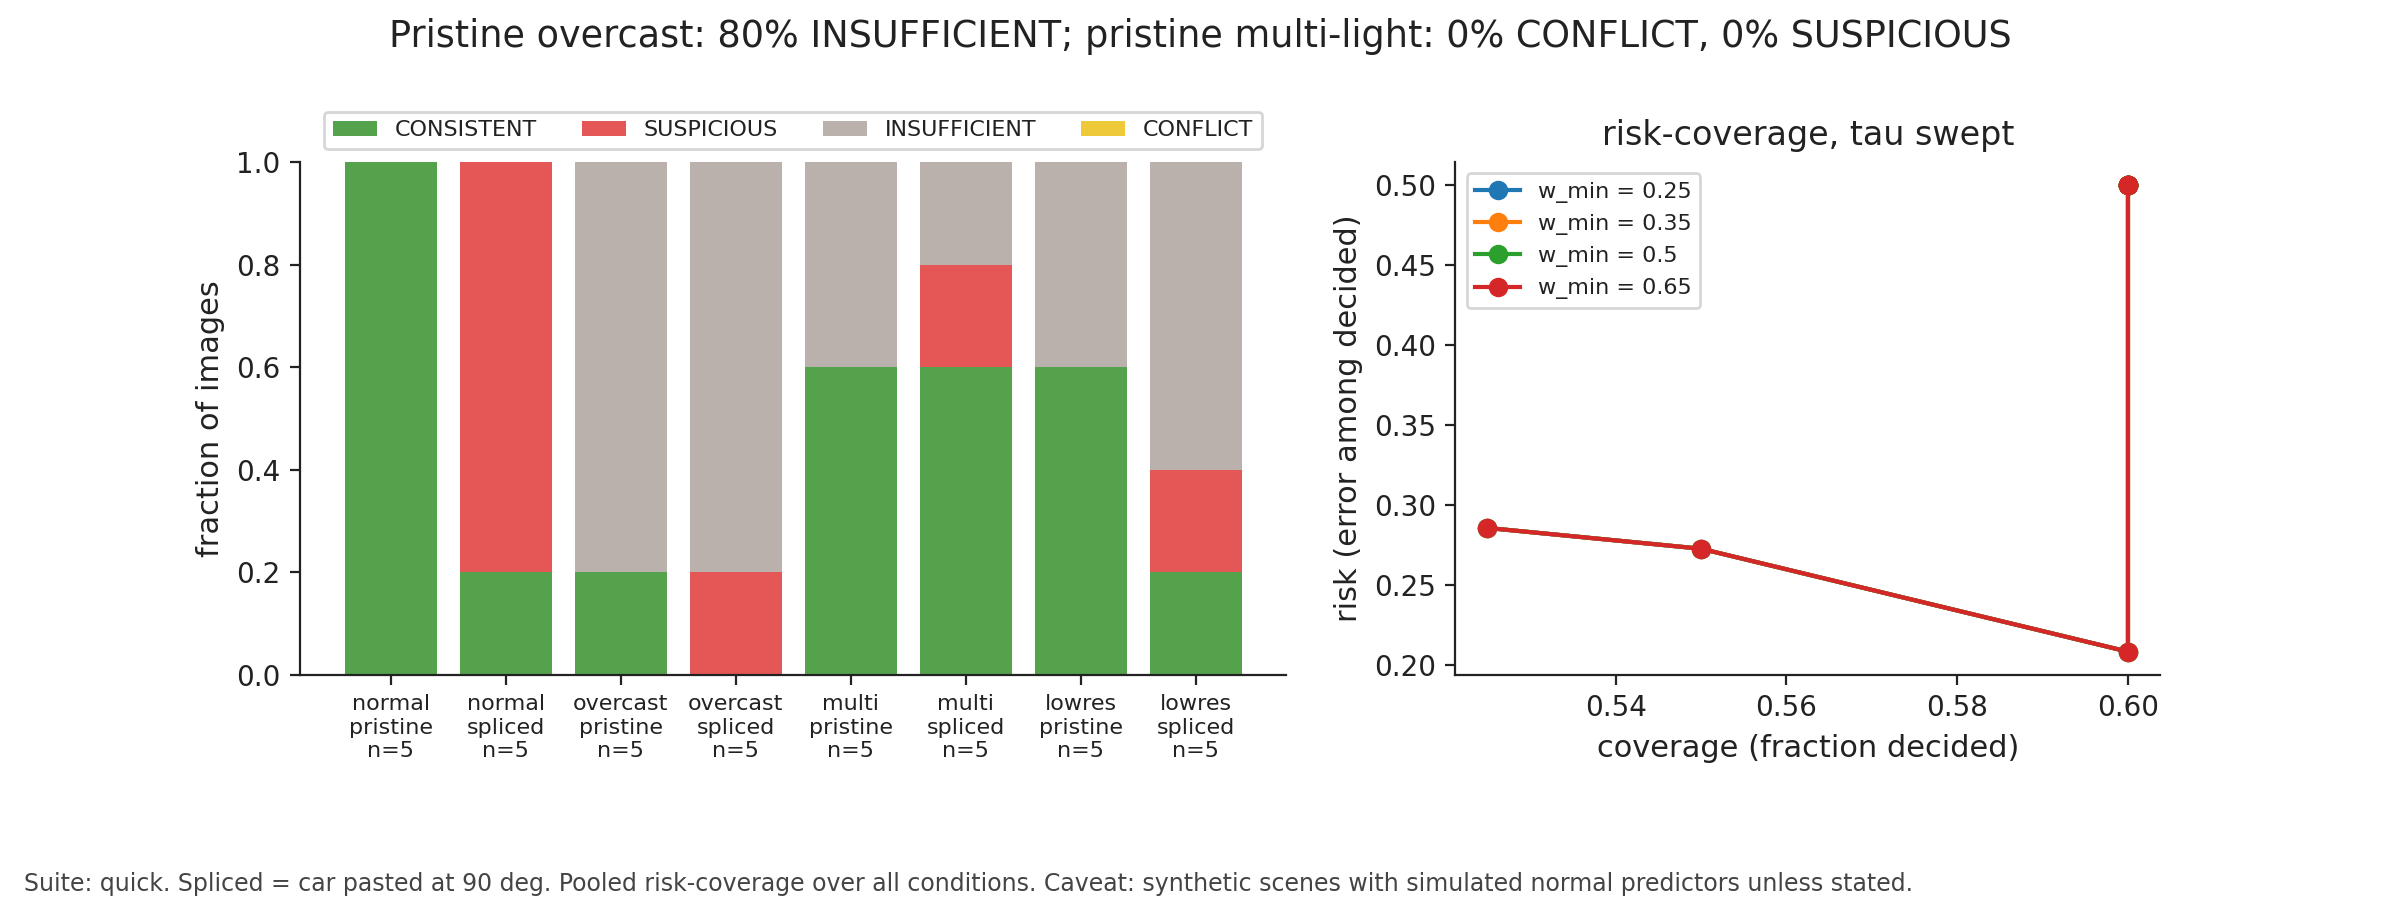 Pristine overcast: 80% INSUFFICIENT; pristine multi-light: 0% CONFLICT, 0% SUSPICIOUS
CONSISTENT SUSPICIOUS INSUFFICIENT CONFLICT
fraction of images
1.0
0.8
0.6
0.4
0.2
0.0
normal pristine n=5
normal spliced n=5
overcast pristine n=5
overcast spliced n=5
multi pristine n=5
multi spliced n=5
lowres pristine n=5
lowres spliced n=5
risk-coverage, tau swept
w_min = 0.25
w_min = 0.35
w_min = 0.5
w_min = 0.65
risk (error among decided)
0.50
0.45
0.40
0.35
0.30
0.25
0.20
0.54 0.56 0.58 0.60
coverage (fraction decided)
Suite: quick. Spliced = car pasted at 90 deg. Pooled risk-coverage over all conditions. Caveat: synthetic scenes with simulated normal predictors unless stated.